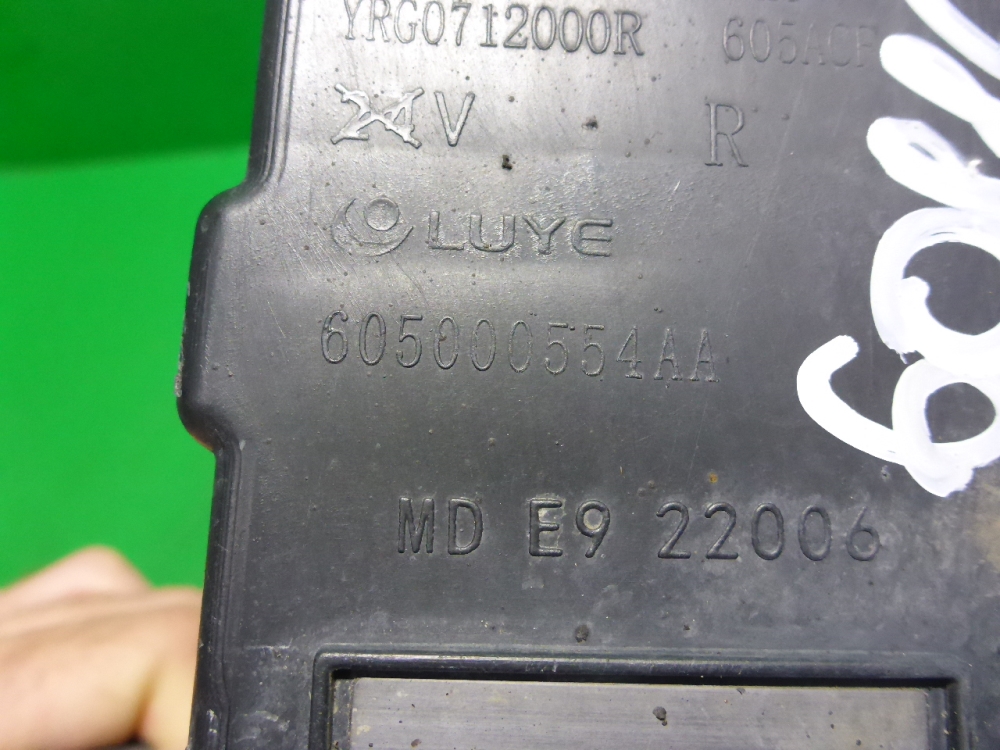 YRG0712000R
24V R
LUYE
605000554AA
MD E9 22006